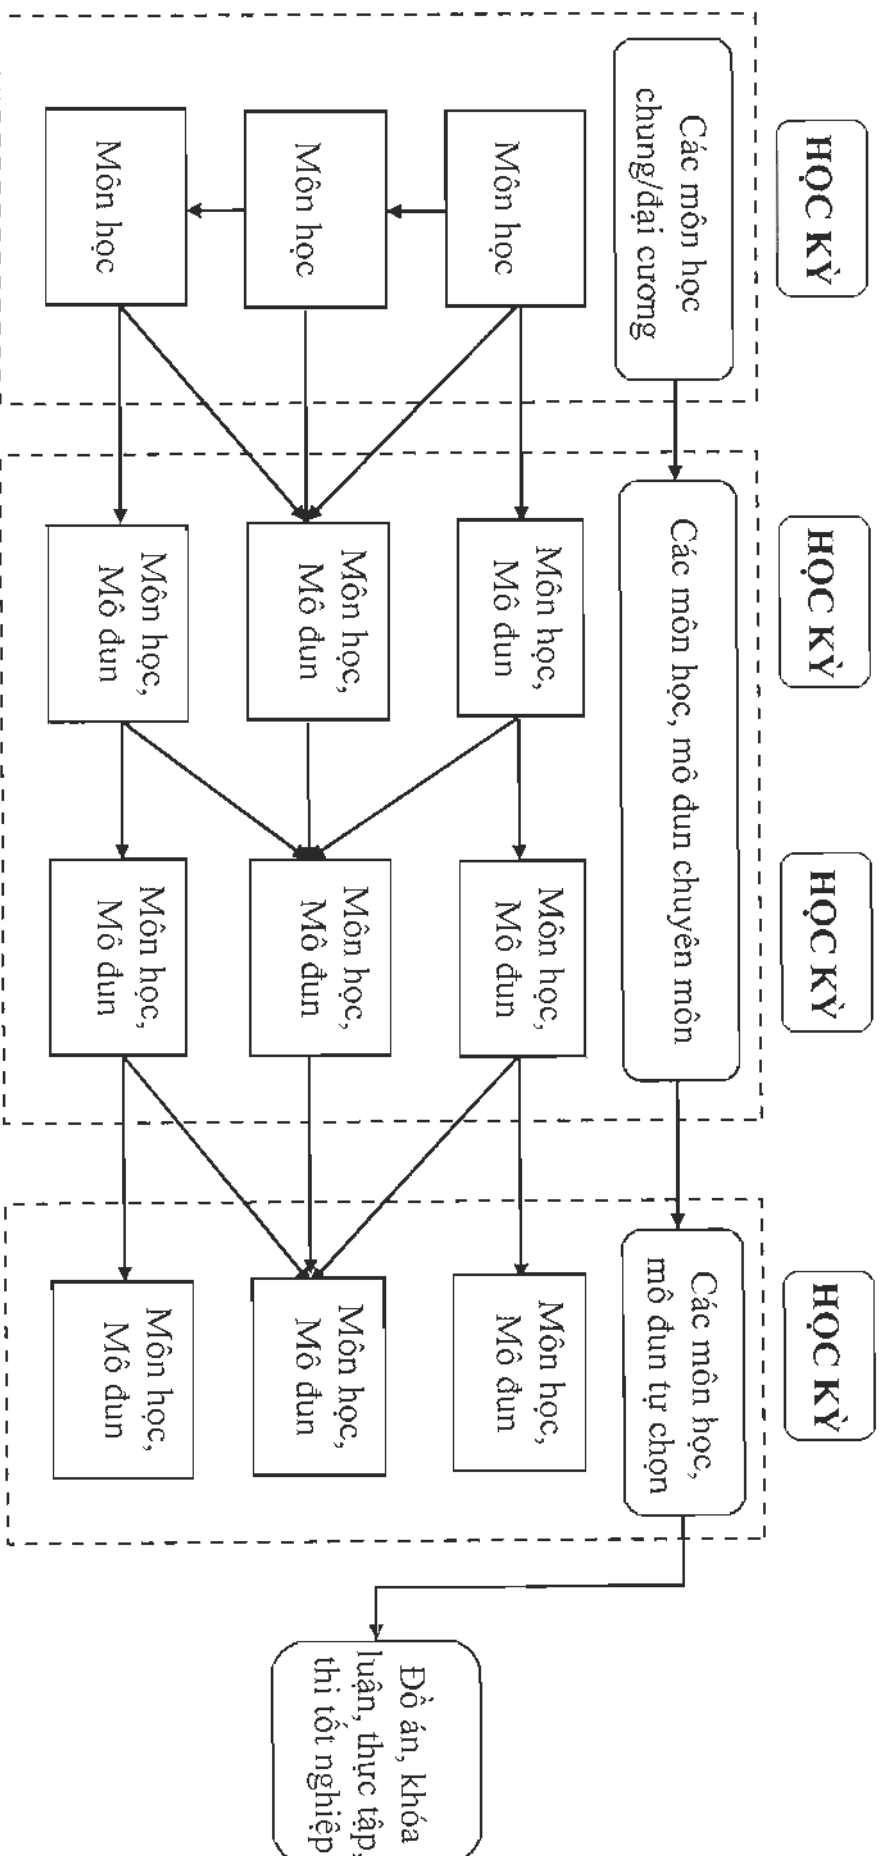 HỌC KỲ
HỌC KỲ
HỌC KỲ
HỌC KỲ
Các môn học
chung/đại cương
Các môn học, mô đun chuyên môn
Các môn học,
mô đun tự chọn
Môn học
Môn học,
Mô đun
Môn học,
Mô đun
Môn học,
Mô đun
Môn học
Môn học,
Mô đun
Môn học,
Mô đun
Môn học,
Mô đun
Môn học
Môn học,
Mô đun
Môn học,
Mô đun
Môn học,
Mô đun
Đồ án, khóa
luận, thực tập,
thi tốt nghiệp